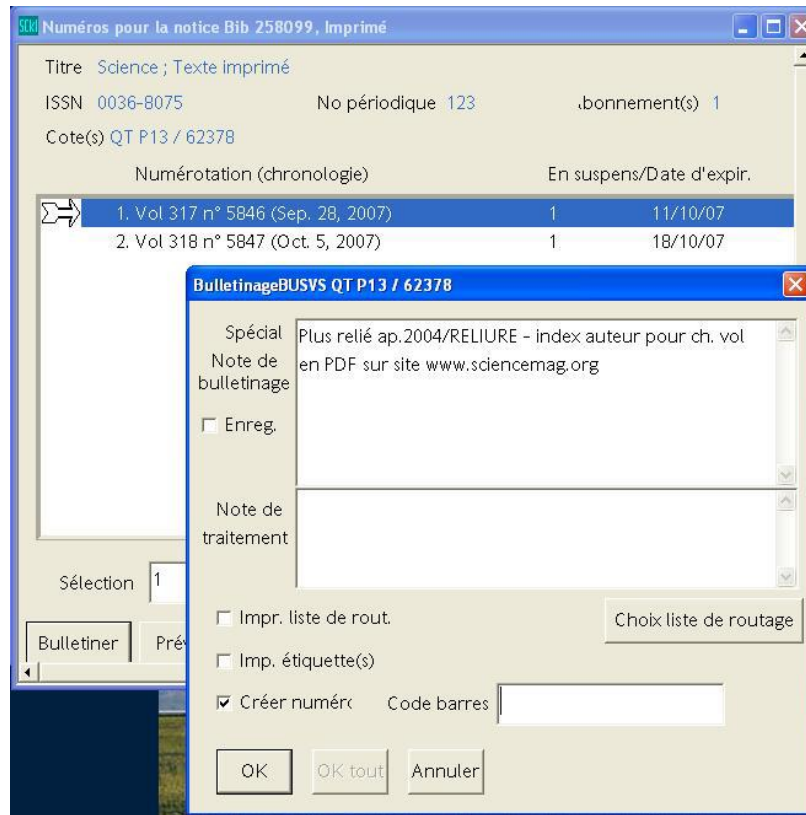 SCKI Numéros pour la notice Bib 258099, Imprimé
Titre Science ; Texte imprimé
ISSN 0036-8075 No périodique 123 .bonnement(s) 1
Cote(s) QT P13 / 62378
Numérotation (chronologie) En suspens/Date d'expir.
1. Vol 317 n° 5846 (Sep. 28, 2007) 1 11/10/07
2. Vol 318 n° 5847 (Oct. 5, 2007) 1 18/10/07
BulletinageBUSVS QT P13 / 62378
Spécial
Note de
bulletinage
Plus relié ap.2004/RELIURE - index auteur pour ch. vol
en PDF sur site www.sciencemag.org
Enreg.
Note de
traitement
Sélection 1
Impr. liste de rout. Choix liste de routage
Bulletiner Prév
Imp. étiquette(s)
Créer numérc Code barres
OK OK tout Annuler